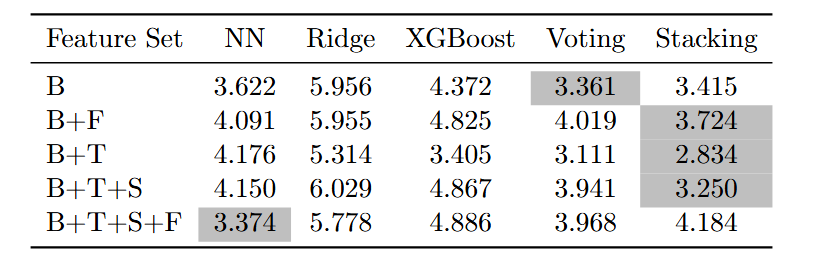 Feature Set NN Ridge XGBoost Voting Stacking
B 3.622 5.956 4.372 3.361 3.415
B+F 4.091 5.955 4.825 4.019 3.724
B+T 4.176 5.314 3.405 3.111 2.834
B+T+S 4.150 6.029 4.867 3.941 3.250
B+T+S+F 3.374 5.778 4.886 3.968 4.184